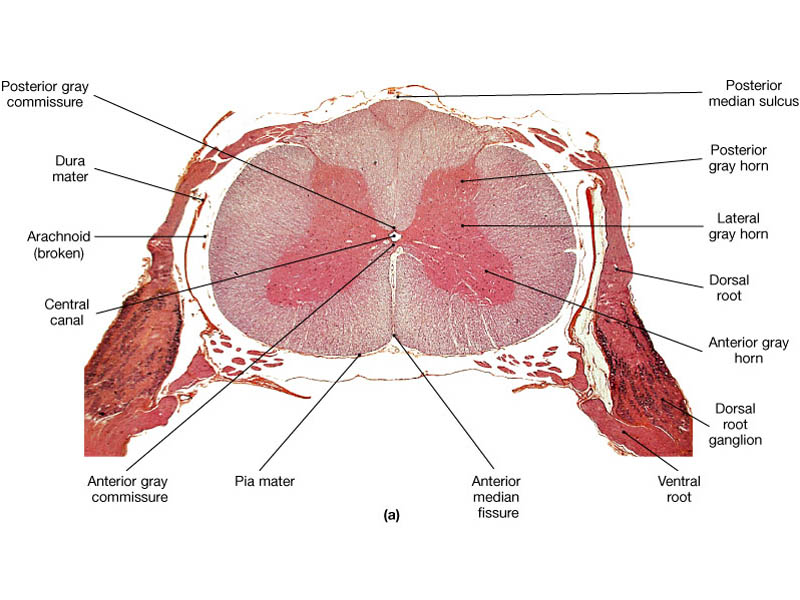 Posterior gray
commissure
Dura
mater
Arachnoid
(broken)
Central
canal
Anterior gray
commissure
Pia mater
Anterior
median
fissure
Posterior
median sulcus
Posterior
gray horn
Lateral
gray horn
Dorsal
root
Anterior gray
horn
Dorsal
root
ganglion
Ventral
root
(a)